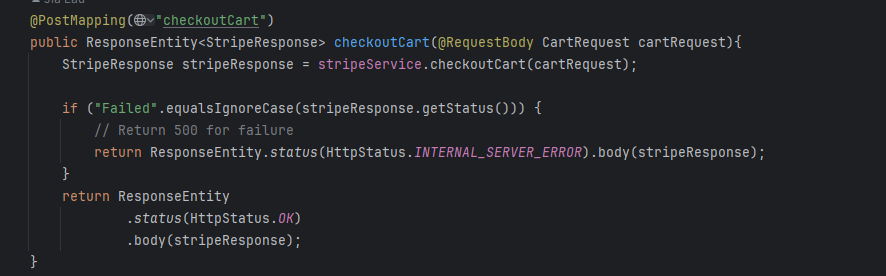 @PostMapping("checkoutCart")
public ResponseEntity<StripeResponse> checkoutCart(@RequestBody CartRequest cartRequest){
    StripeResponse stripeResponse = stripeService.checkoutCart(cartRequest);
    if ("Failed".equalsIgnoreCase(stripeResponse.getStatus())) {
        // Return 500 for failure
        return ResponseEntity.status(HttpStatus.INTERNAL_SERVER_ERROR).body(stripeResponse);
    }
    return ResponseEntity
            .status(HttpStatus.OK)
            .body(stripeResponse);
}